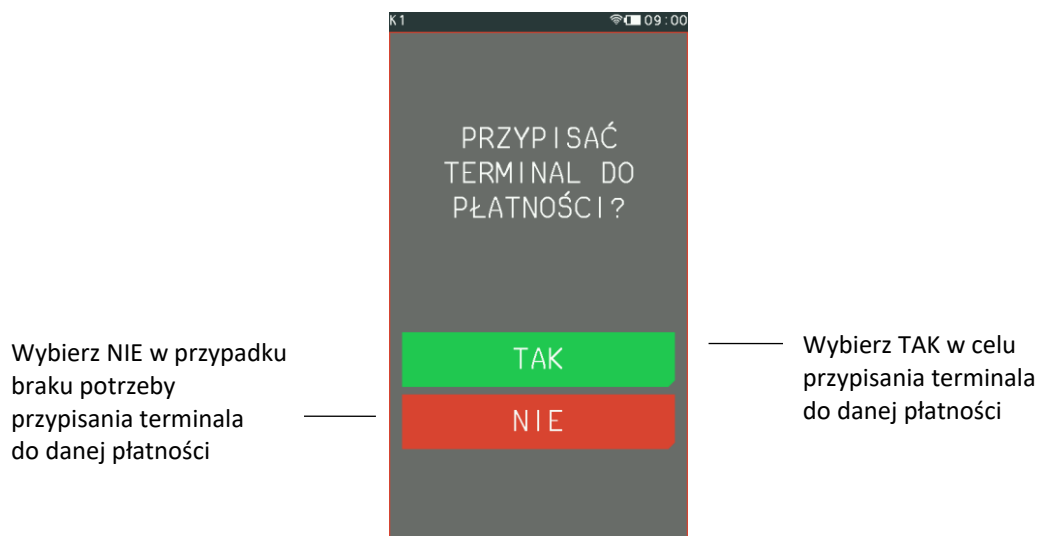 K1 09:00
PRZYPISAĆ
TERMINAL DO
PŁATNOŚCI?
TAK
NIE
Wybierz NIE w przypadku
braku potrzeby
przypisania terminala
do danej płatności
Wybierz TAK w celu
przypisania terminala
do danej płatności